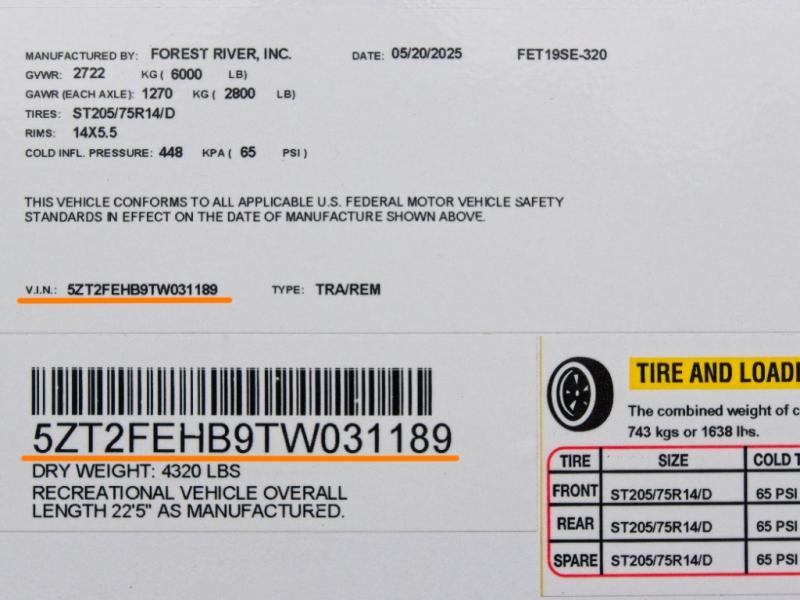 MANUFACTURED BY: FOREST RIVER, INC. DATE: 05/20/2025 FET19SE-320
GVWR: 2722 KG ( 6000 LB)
GAWR (EACH AXLE): 1270 KG ( 2800 LB)
TIRES: ST205/75R14/D
RIMS: 14X5.5
COLD INFL. PRESSURE: 448 KPA ( 65 PSI )
THIS VEHICLE CONFORMS TO ALL APPLICABLE U.S. FEDERAL MOTOR VEHICLE SAFETY
STANDARDS IN EFFECT ON THE DATE OF MANUFACTURE SHOWN ABOVE.
V.I.N.: 5ZT2FEHB9TW031189 TYPE: TRA/REM
5ZT2FEHB9TW031189
DRY WEIGHT: 4320 LBS
RECREATIONAL VEHICLE OVERALL
LENGTH 22'5" AS MANUFACTURED.
TIRE AND
The combined weight of
743 kgs or 1638 lbs.
TIRE SIZE COLD
FRONT ST205/75R14/D 65 PSI
REAR ST205/75R14/D 65 PSI
SPARE ST205/75R14/D 65 PSI